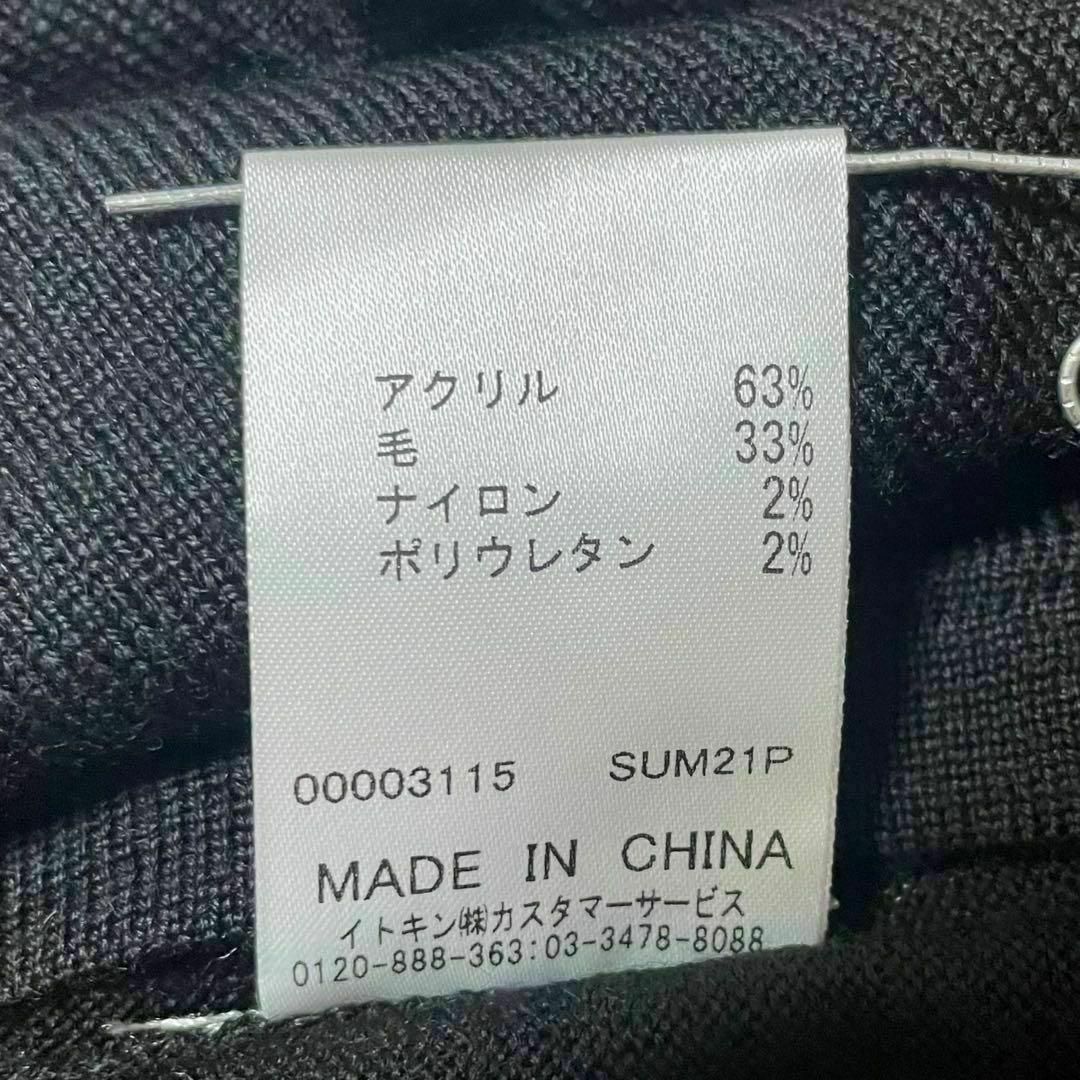 アクリル 63%
毛 33%
ナイロン 2%
ポリウレタン 2%
00003115 SUM21P
MADE IN CHINA
イトキン㈱カスタマーサービス
0120-888-363:03-3478-8088